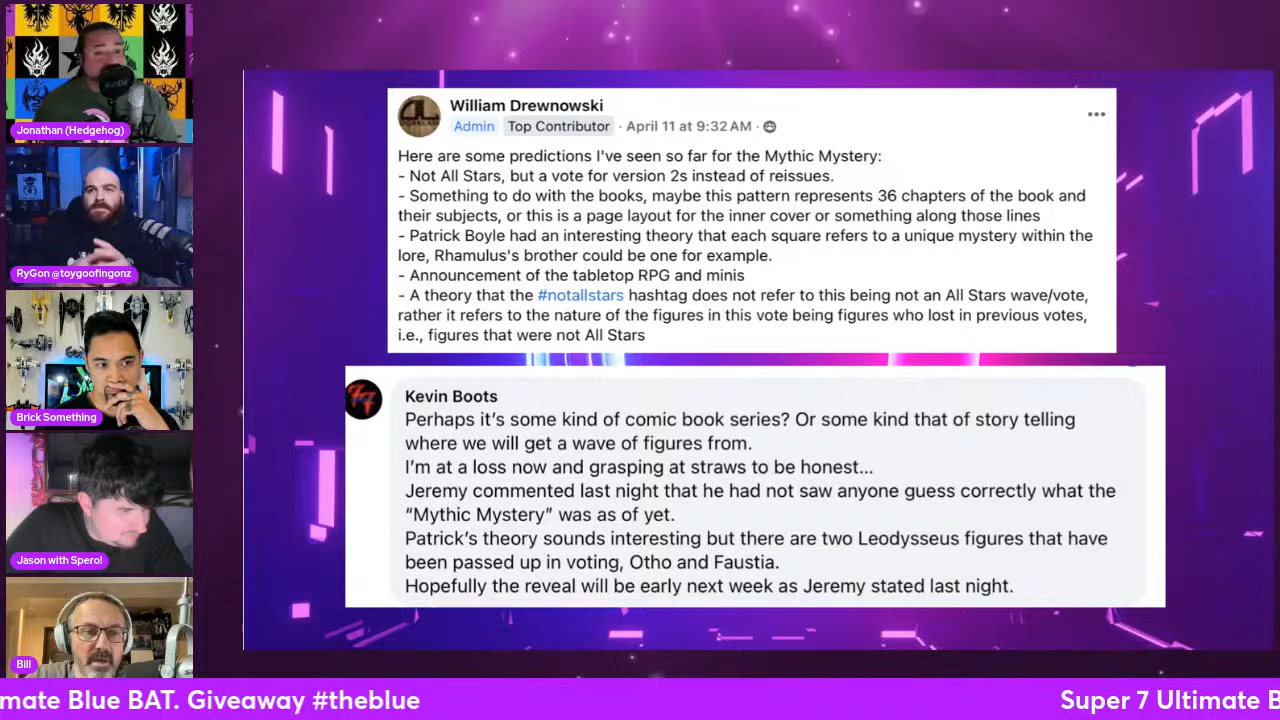 Jonathan (Hedgehog)
RyGon @toygoofingonz
Brick Something
Jason with Spero!
Bill
William Drewnowski
Admin Top Contributor · April 11 at 9:32 AM ·
Here are some predictions I've seen so far for the Mythic Mystery:
- Not All Stars, but a vote for version 2s instead of reissues.
- Something to do with the books, maybe this pattern represents 36 chapters of the book and
their subjects, or this is a page layout for the inner cover or something along those lines
- Patrick Boyle had an interesting theory that each square refers to a unique mystery within the
lore, Rhamulus's brother could be one for example.
- Announcement of the tabletop RPG and minis
- A theory that the #notallstars hashtag does not refer to this being not an All Stars wave/vote,
rather it refers to the nature of the figures in this vote being figures who lost in previous votes,
i.e., figures that were not All Stars
Kevin Boots
Perhaps it's some kind of comic book series? Or some kind that of story telling
where we will get a wave of figures from.
I'm at a loss now and grasping at straws to be honest...
Jeremy commented last night that he had not saw anyone guess correctly what the
“Mythic Mystery” was as of yet.
Patrick's theory sounds interesting but there are two Leodysseus figures that have
been passed up in voting, Otho and Faustia.
Hopefully the reveal will be early next week as Jeremy stated last night.
mate Blue BAT. Giveaway #theblue
Super 7 Ultimate B